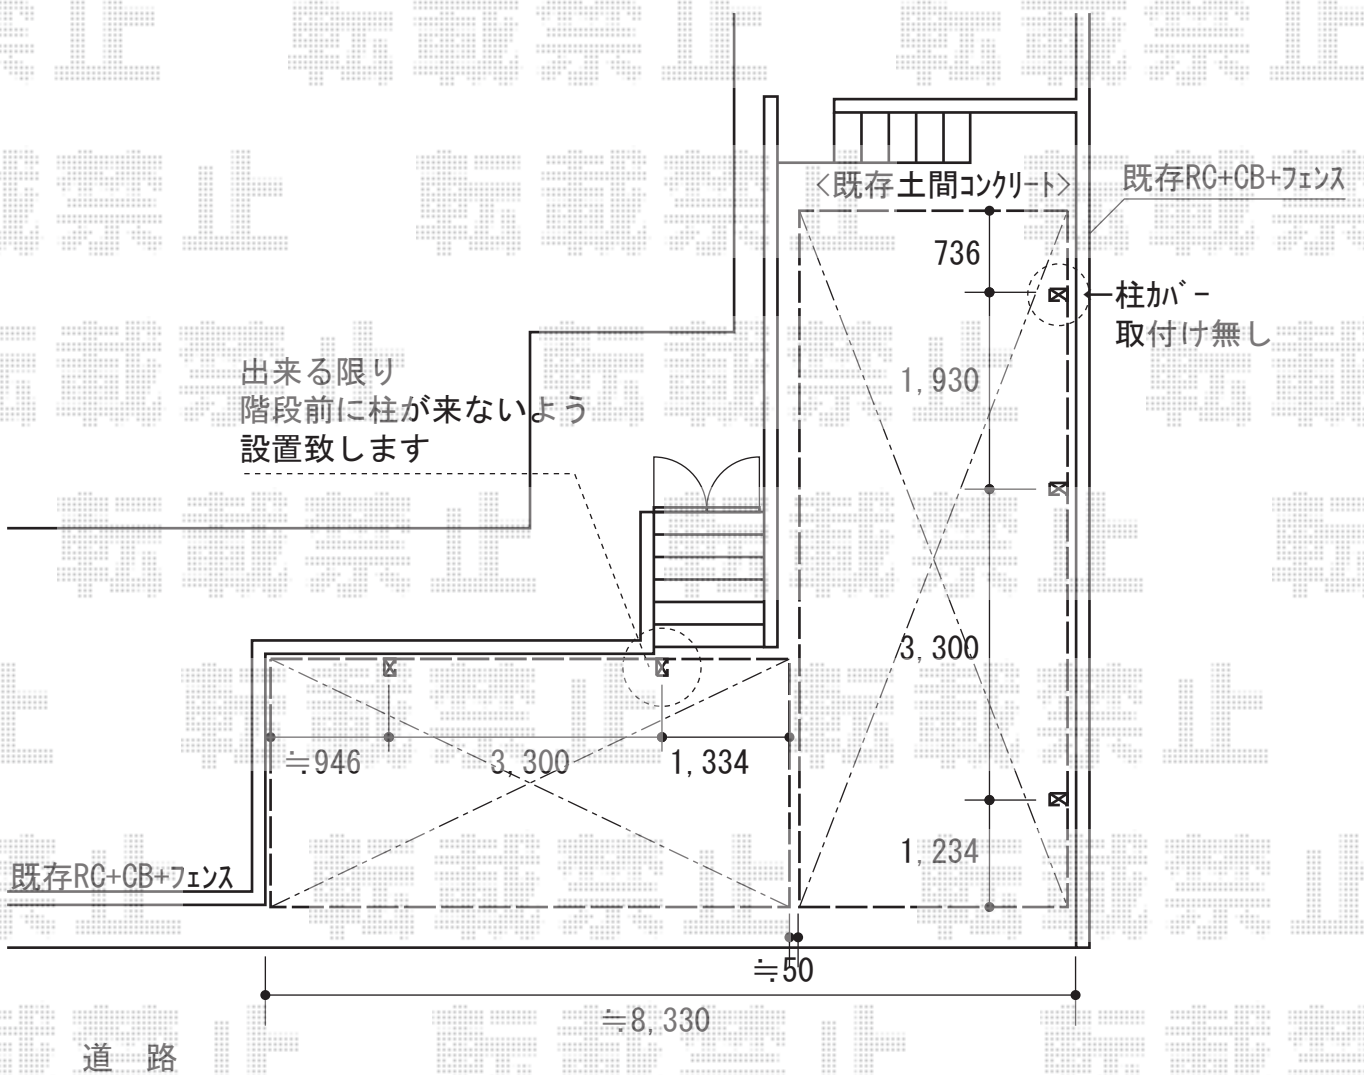 転載禁止
<既存土間コンクリート>
既存RC+CB+フェンス
736
柱カバー
取付け無し
1,930
出来る限り
階段前に柱が来ないよう
設置致します
3,300
≒946
3,300
1,334
1,234
既存RC+CB+フェンス
≒50
≒8,330
道 路